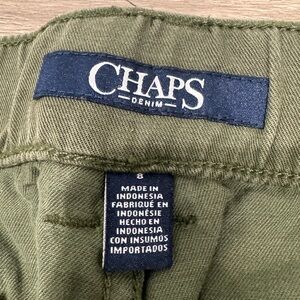 CHAPS
DENIM
8
MADE IN
INDONESIA
FABRIQUÉ EN
INDONÉSIE
HECHO EN
INDONESIA
CON INSUMOS
IMPORTADOS